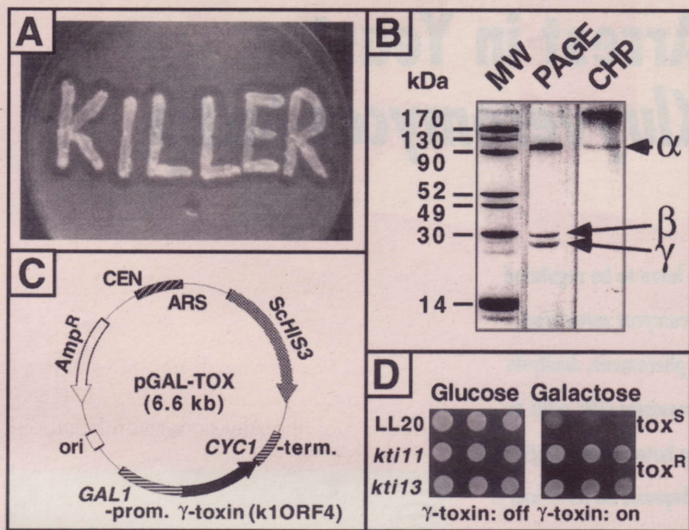 A
KILLER
B
MW PAGE CHP
kDa
170
130
90
52
49
30
14
α
β
γ
C
CEN
ARS
ScHIS3
AmpR
pGAL-TOX
(6.6 kb)
ori
CYC1 -term.
GAL1
-prom. γ-toxin (k1ORF4)
D
Glucose Galactose
LL20 toxS
kti11
toxR
kti13
γ-toxin: off γ-toxin: on